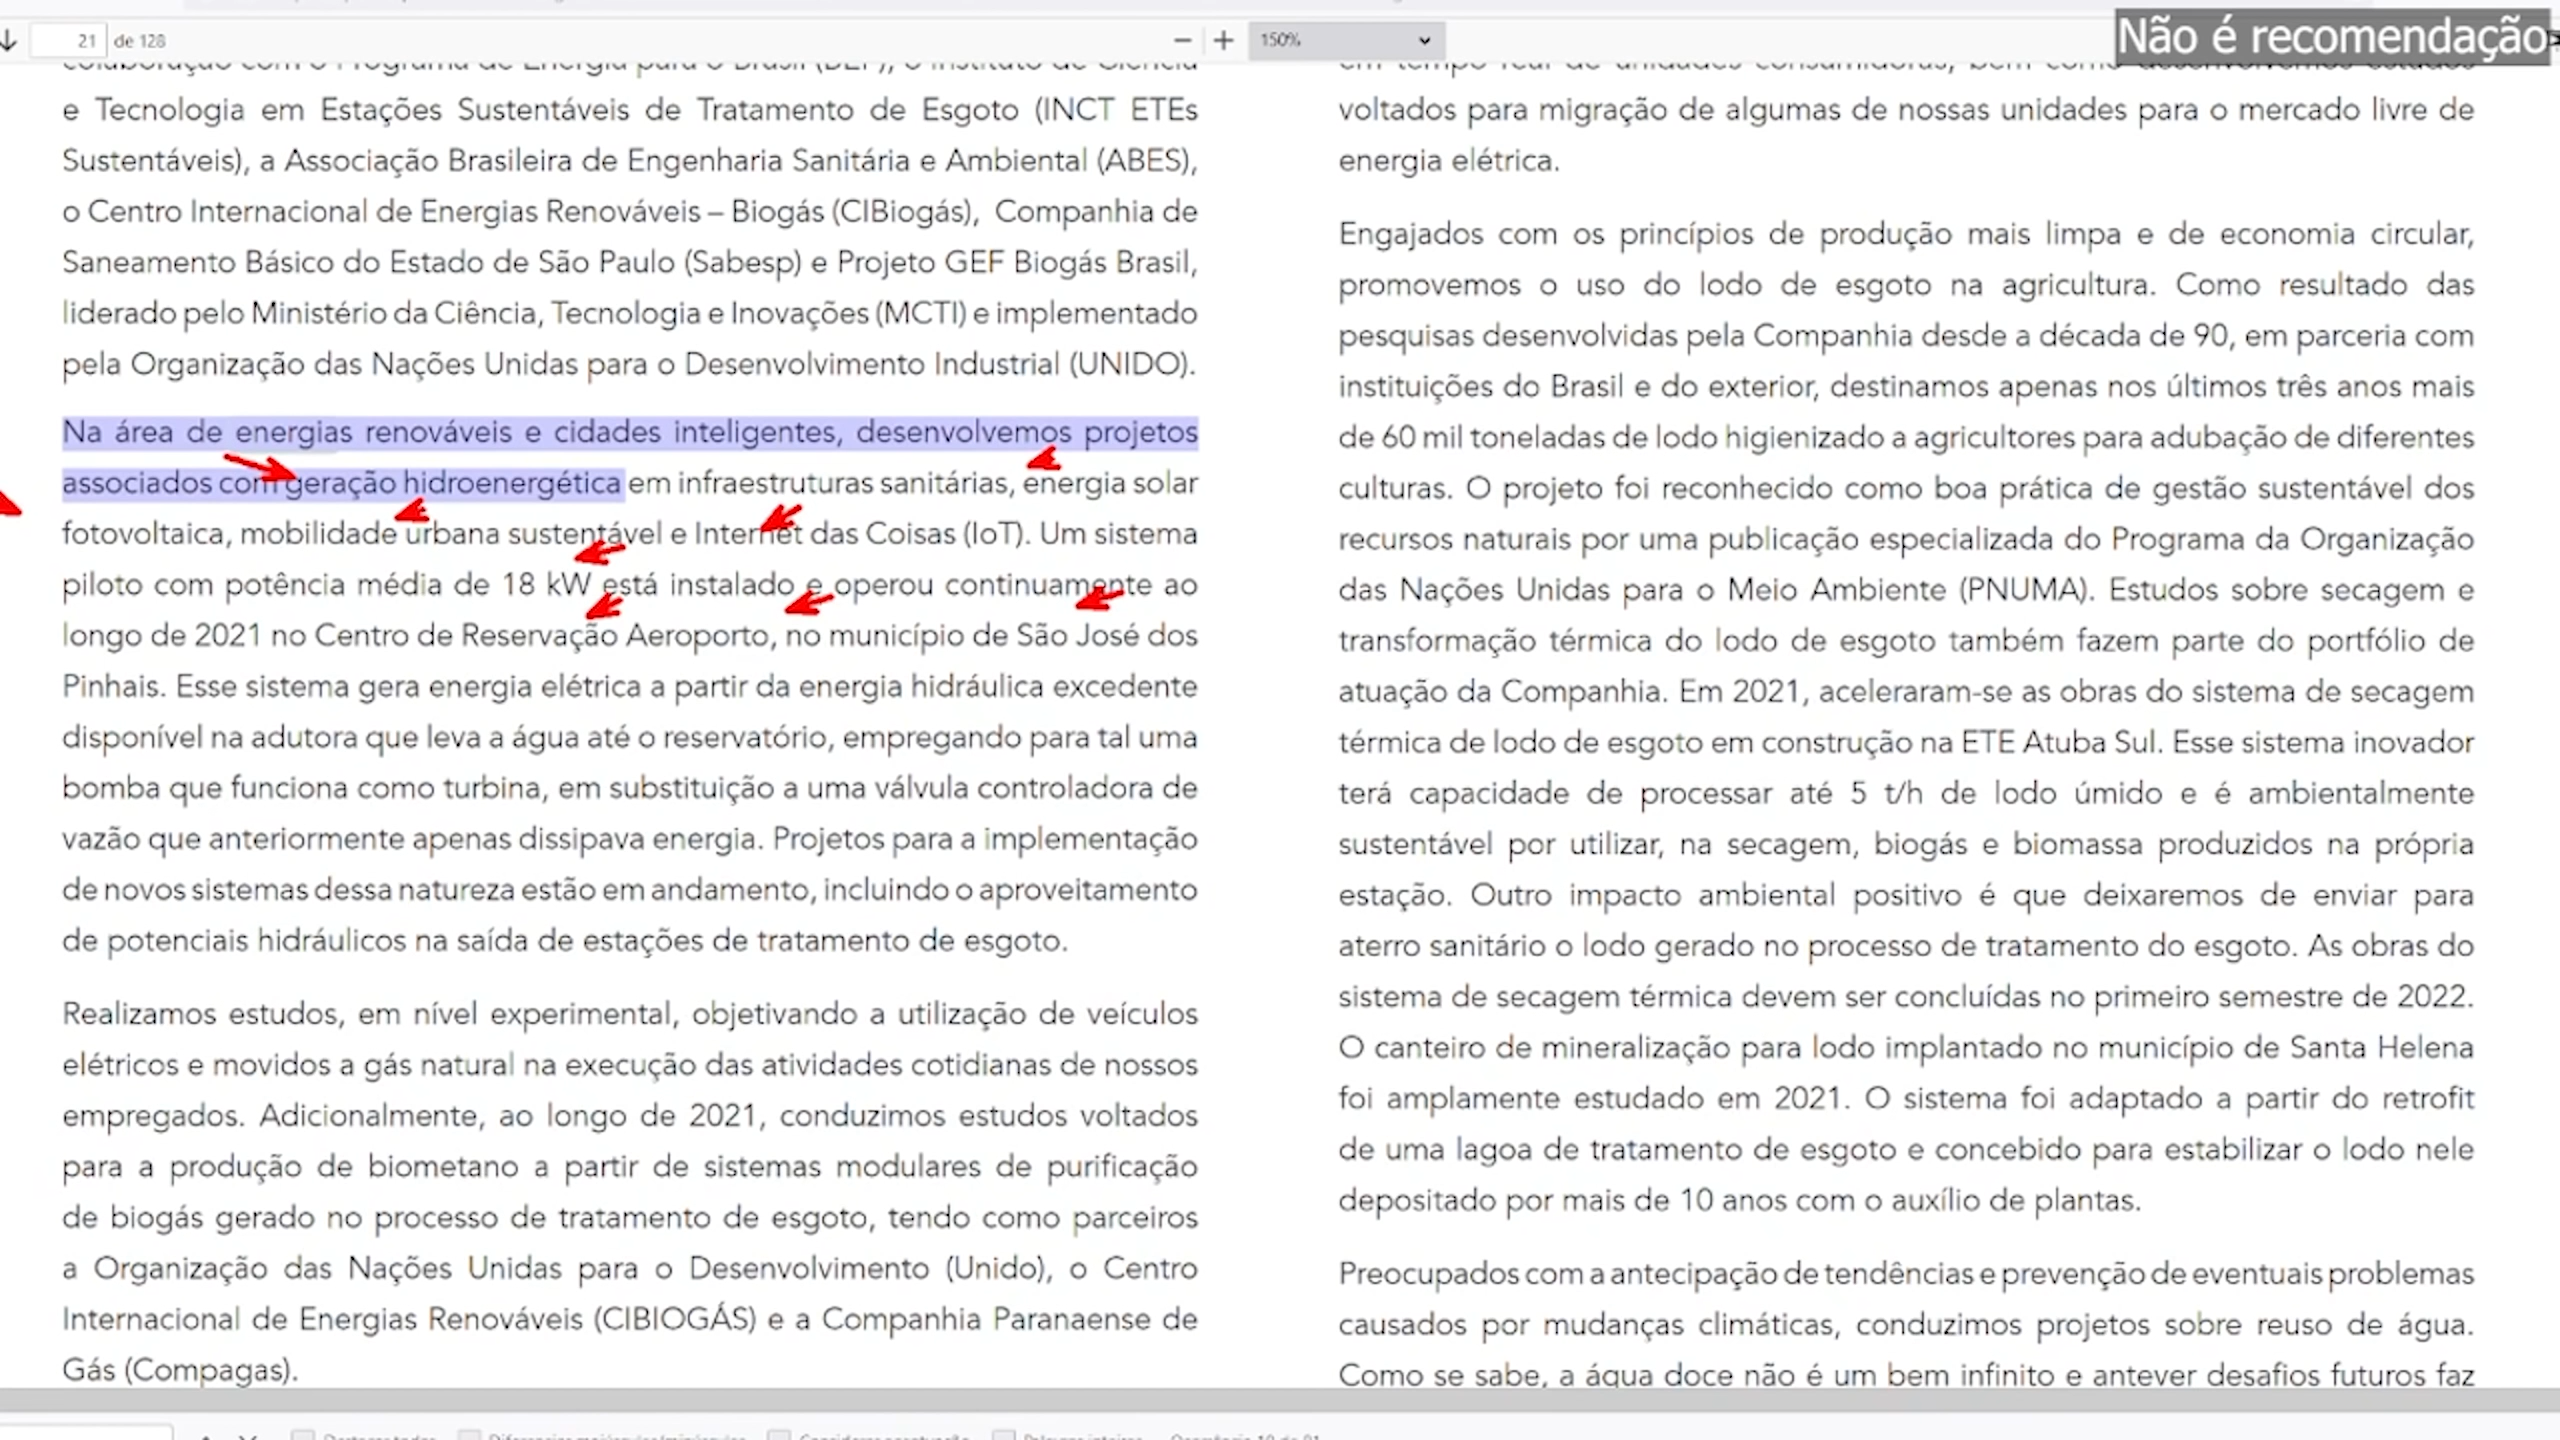 21 de 128
150%
Não é recomendação
colaboração com o Programa de Energia para o Brasil (BEP), o Instituto de Ciência
e Tecnologia em Estações Sustentáveis de Tratamento de Esgoto (INCT ETEs
Sustentáveis), a Associação Brasileira de Engenharia Sanitária e Ambiental (ABES),
o Centro Internacional de Energias Renováveis – Biogás (CIBiogás), Companhia de
Saneamento Básico do Estado de São Paulo (Sabesp) e Projeto GEF Biogás Brasil,
liderado pelo Ministério da Ciência, Tecnologia e Inovações (MCTI) e implementado
pela Organização das Nações Unidas para o Desenvolvimento Industrial (UNIDO).
Na área de energias renováveis e cidades inteligentes, desenvolvemos projetos
associados com geração hidroenergética em infraestruturas sanitárias, energia solar
fotovoltaica, mobilidade urbana sustentável e Internet das Coisas (IoT). Um sistema
piloto com potência média de 18 kW está instalado e operou continuamente ao
longo de 2021 no Centro de Reservação Aeroporto, no município de São José dos
Pinhais. Esse sistema gera energia elétrica a partir da energia hidráulica excedente
disponível na adutora que leva a água até o reservatório, empregando para tal uma
bomba que funciona como turbina, em substituição a uma válvula controladora de
vazão que anteriormente apenas dissipava energia. Projetos para a implementação
de novos sistemas dessa natureza estão em andamento, incluindo o aproveitamento
de potenciais hidráulicos na saída de estações de tratamento de esgoto.
Realizamos estudos, em nível experimental, objetivando a utilização de veículos
elétricos e movidos a gás natural na execução das atividades cotidianas de nossos
empregados. Adicionalmente, ao longo de 2021, conduzimos estudos voltados
para a produção de biometano a partir de sistemas modulares de purificação
de biogás gerado no processo de tratamento de esgoto, tendo como parceiros
a Organização das Nações Unidas para o Desenvolvimento (Unido), o Centro
Internacional de Energias Renováveis (CIBIOGÁS) e a Companhia Paranaense de
Gás (Compagas).
em tempo real de unidades consumidoras, bem como desenvolvemos estudos
voltados para migração de algumas de nossas unidades para o mercado livre de
energia elétrica.
Engajados com os princípios de produção mais limpa e de economia circular,
promovemos o uso do lodo de esgoto na agricultura. Como resultado das
pesquisas desenvolvidas pela Companhia desde a década de 90, em parceria com
instituições do Brasil e do exterior, destinamos apenas nos últimos três anos mais
de 60 mil toneladas de lodo higienizado a agricultores para adubação de diferentes
culturas. O projeto foi reconhecido como boa prática de gestão sustentável dos
recursos naturais por uma publicação especializada do Programa da Organização
das Nações Unidas para o Meio Ambiente (PNUMA). Estudos sobre secagem e
transformação térmica do lodo de esgoto também fazem parte do portfólio de
atuação da Companhia. Em 2021, aceleraram-se as obras do sistema de secagem
térmica de lodo de esgoto em construção na ETE Atuba Sul. Esse sistema inovador
terá capacidade de processar até 5 t/h de lodo úmido e é ambientalmente
sustentável por utilizar, na secagem, biogás e biomassa produzidos na própria
estação. Outro impacto ambiental positivo é que deixaremos de enviar para
aterro sanitário o lodo gerado no processo de tratamento do esgoto. As obras do
sistema de secagem térmica devem ser concluídas no primeiro semestre de 2022.
O canteiro de mineralização para lodo implantado no município de Santa Helena
foi amplamente estudado em 2021. O sistema foi adaptado a partir do retrofit
de uma lagoa de tratamento de esgoto e concebido para estabilizar o lodo nele
depositado por mais de 10 anos com o auxílio de plantas.
Preocupados com a antecipação de tendências e prevenção de eventuais problemas
causados por mudanças climáticas, conduzimos projetos sobre reuso de água.
Como se sabe, a água doce não é um bem infinito e antever desafios futuros faz